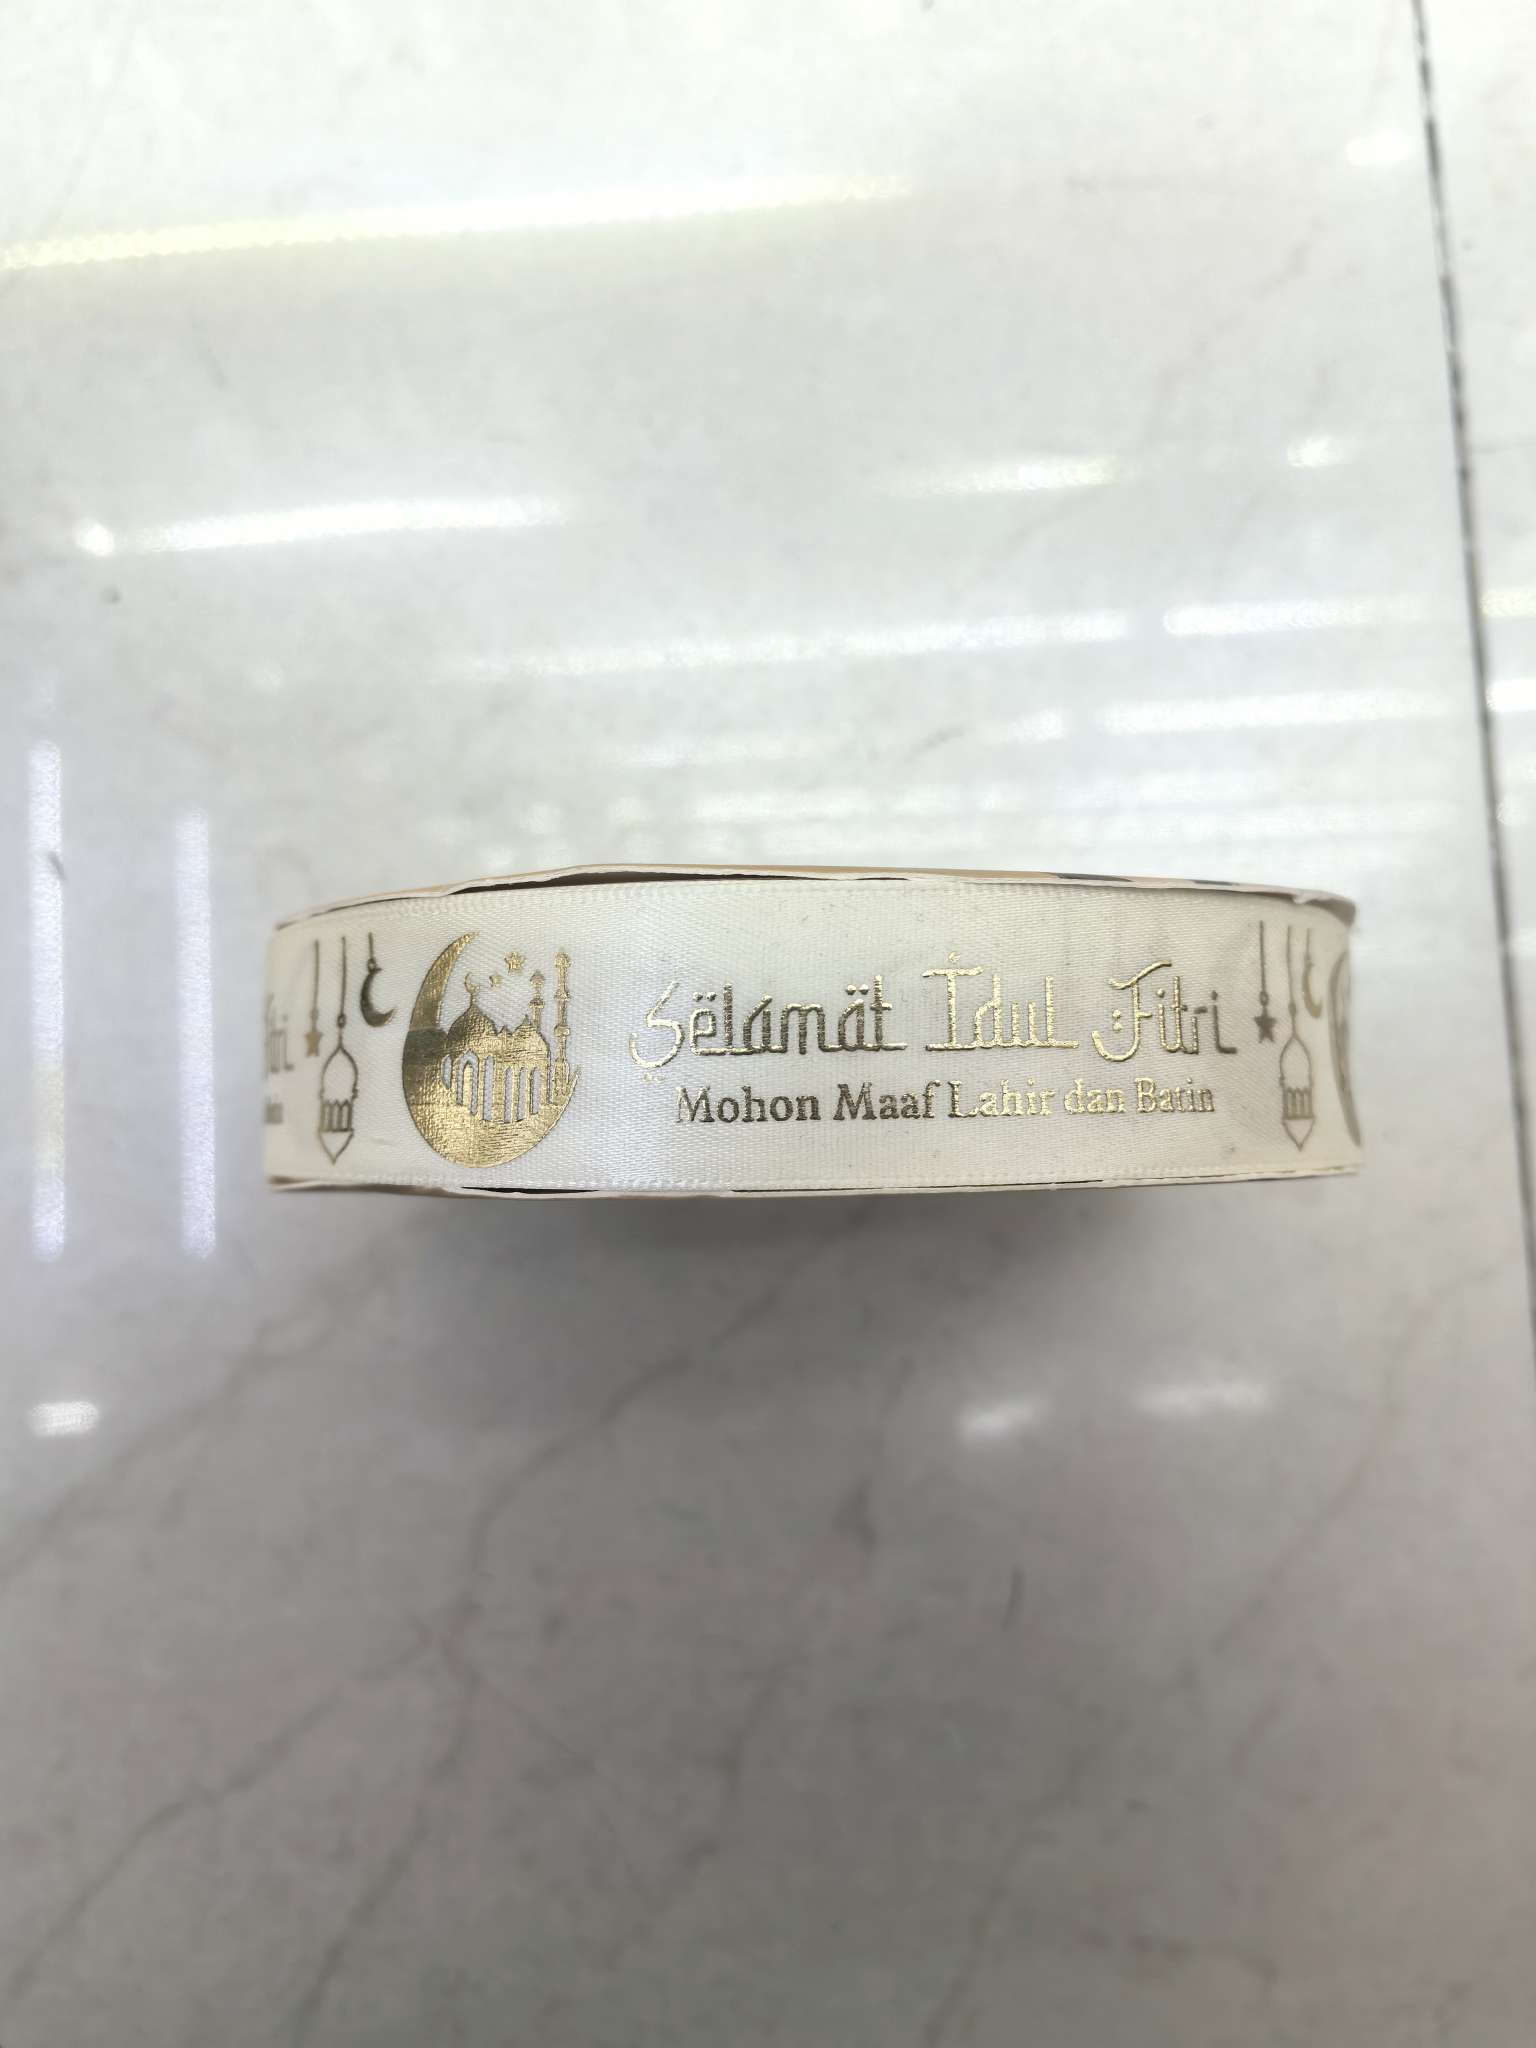 Selamat Idul Fitri
Mohon Maaf Lahir dan Batin